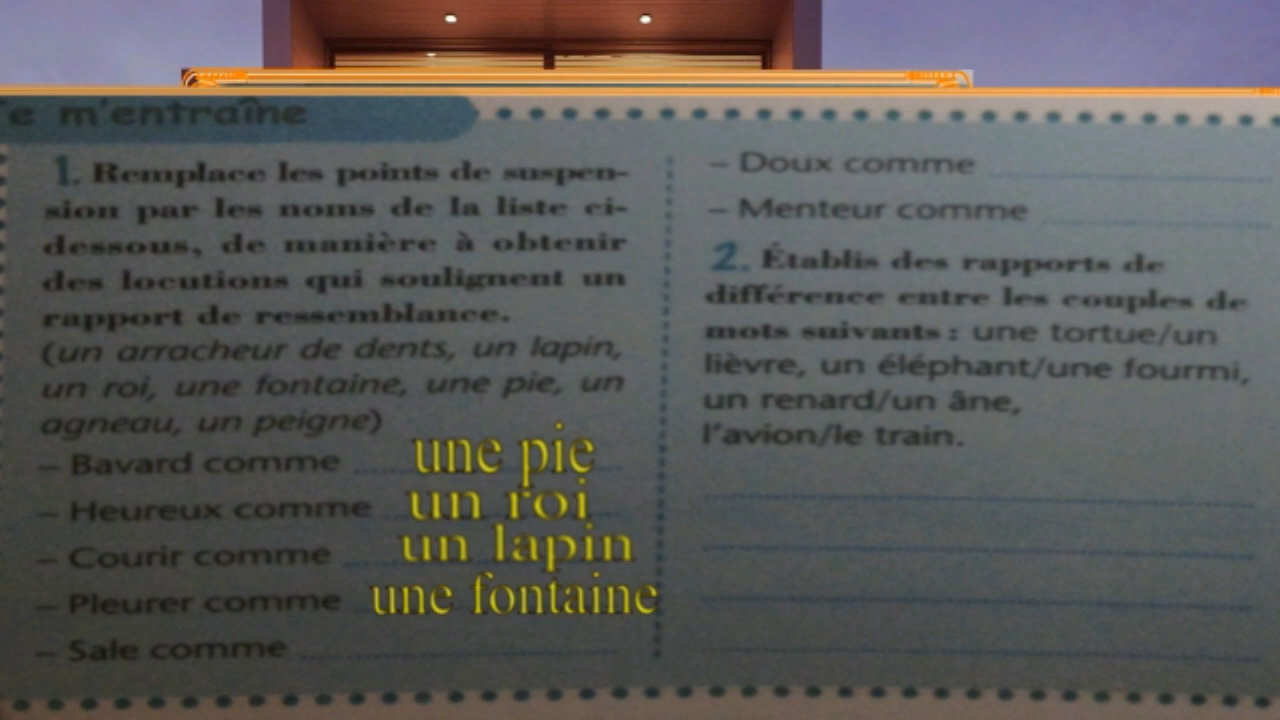 e m'entraîne
1. Remplace les points de suspen-
sion par les noms de la liste ci-
dessous, de manière à obtenir
des locutions qui soulignent un
rapport de ressemblance.
(un arracheur de dents, un lapin,
un roi, une fontaine, une pie, un
agneau, un peigne)
– Bavard comme une pie
– Heureux comme un roi
– Courir comme un lapin
– Pleurer comme une fontaine
– Sale comme
– Doux comme
– Menteur comme
2. Établis des rapports de
différence entre les couples de
mots suivants : une tortue/un
lièvre, un éléphant/une fourmi,
un renard/un âne,
l'avion/le train.